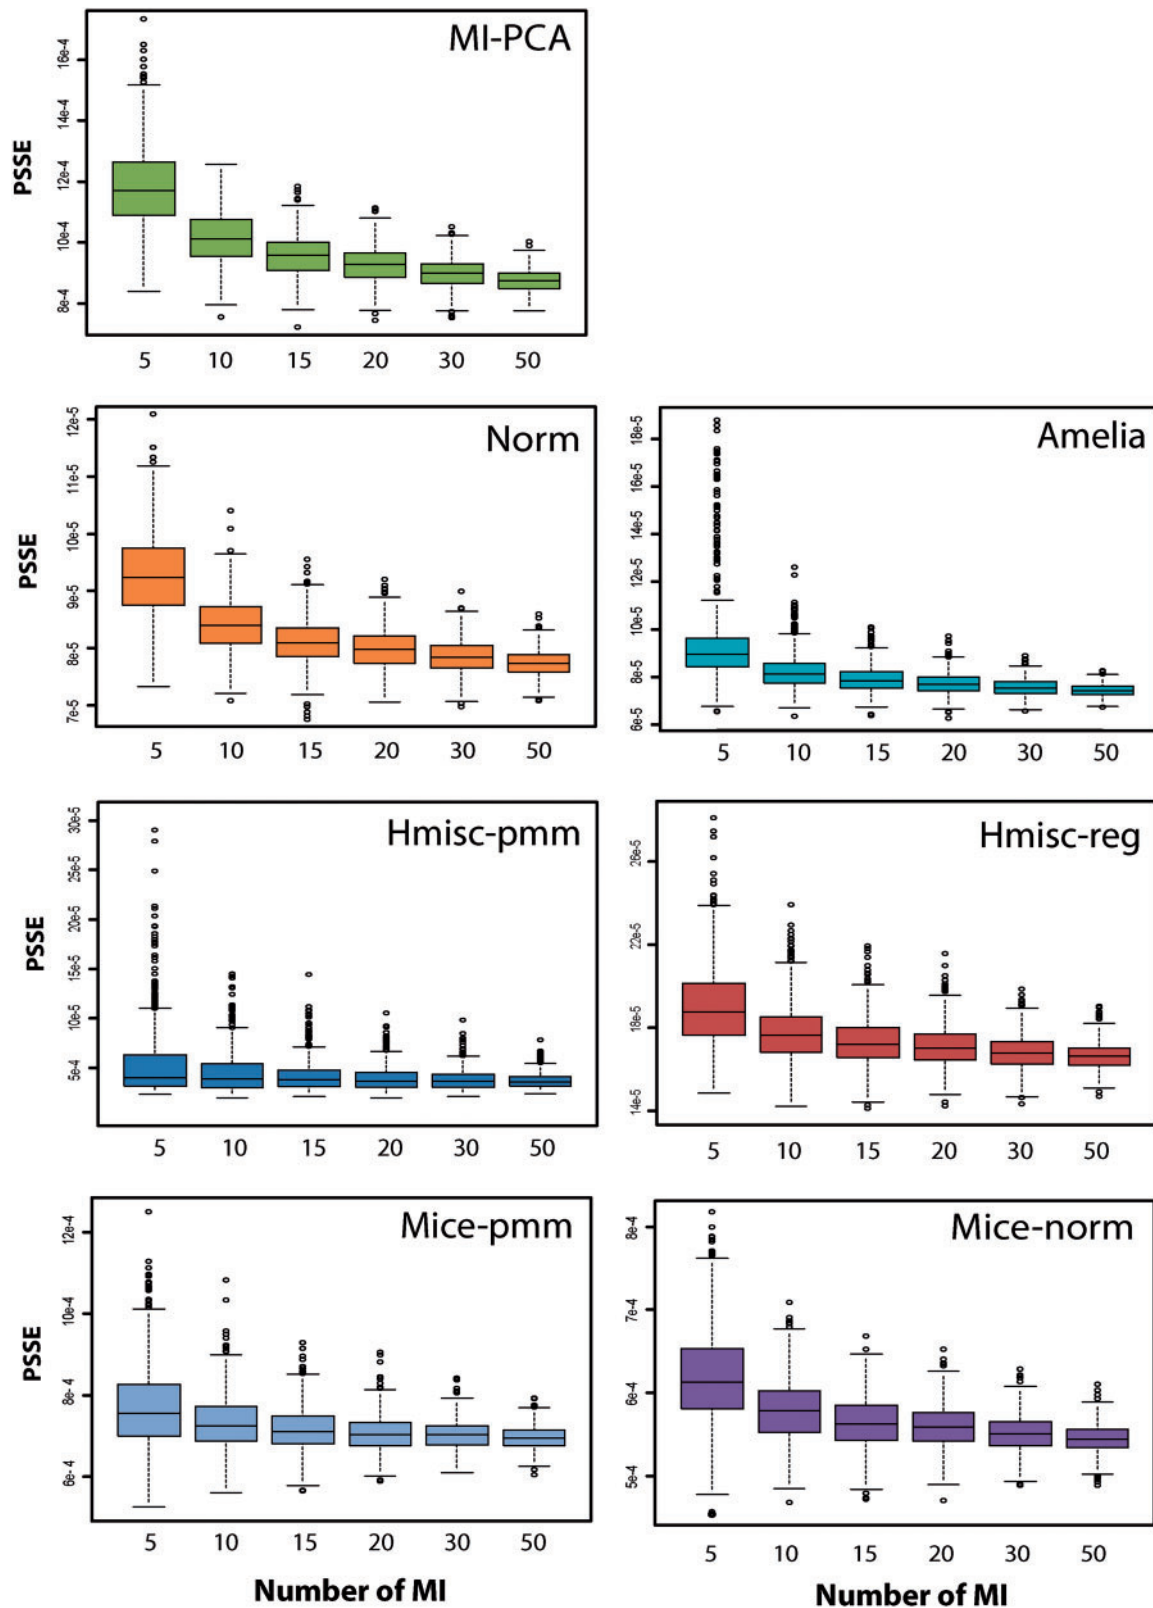 MI-PCA
PSSE
16e-4
14e-4
12e-4
10e-4
8e-4
5 10 15 20 30 50
Norm
PSSE
12e-5
11e-5
10e-5
9e-5
8e-5
7e-5
5 10 15 20 30 50
Amelia
18e-5
16e-5
14e-5
12e-5
10e-5
8e-5
6e-5
5 10 15 20 30 50
Hmisc-pmm
PSSE
30e-5
25e-5
20e-5
15e-5
10e-5
5e-4
5 10 15 20 30 50
Hmisc-reg
26e-5
22e-5
18e-5
14e-5
5 10 15 20 30 50
Mice-pmm
PSSE
12e-4
10e-4
8e-4
6e-4
5 10 15 20 30 50
Number of MI
Mice-norm
8e-4
7e-4
6e-4
5e-4
5 10 15 20 30 50
Number of MI